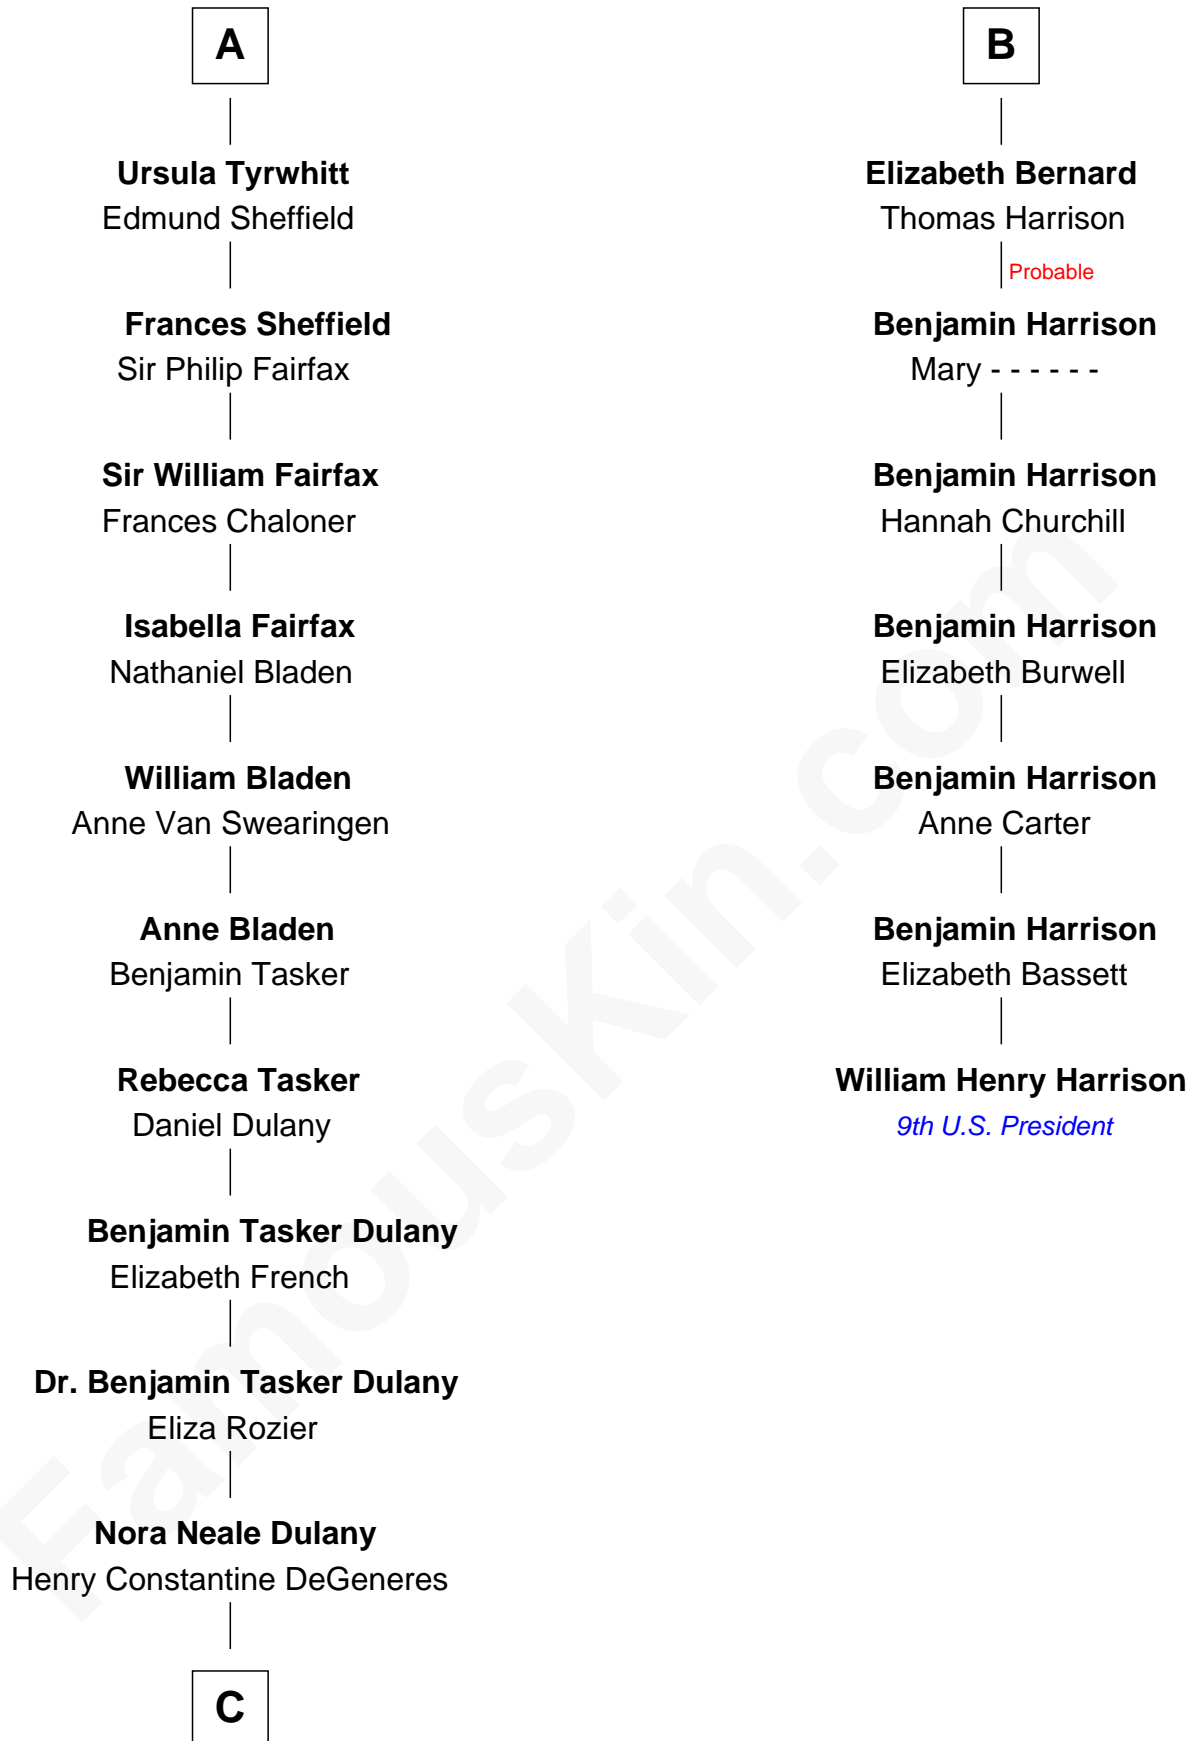 A
Ursula Tyrwhitt
Edmund Sheffield
Frances Sheffield
Sir Philip Fairfax
Sir William Fairfax
Frances Chaloner
Isabella Fairfax
Nathaniel Bladen
William Bladen
Anne Van Swearingen
Anne Bladen
Benjamin Tasker
Rebecca Tasker
Daniel Dulany
Benjamin Tasker Dulany
Elizabeth French
Dr. Benjamin Tasker Dulany
Eliza Rozier
Nora Neale Dulany
Henry Constantine DeGeneres
C
B
Elizabeth Bernard
Thomas Harrison
Probable
Benjamin Harrison
Mary - - - - - -
Benjamin Harrison
Hannah Churchill
Benjamin Harrison
Elizabeth Burwell
Benjamin Harrison
Anne Carter
Benjamin Harrison
Elizabeth Bassett
William Henry Harrison
9th U.S. President
FamousKin.com